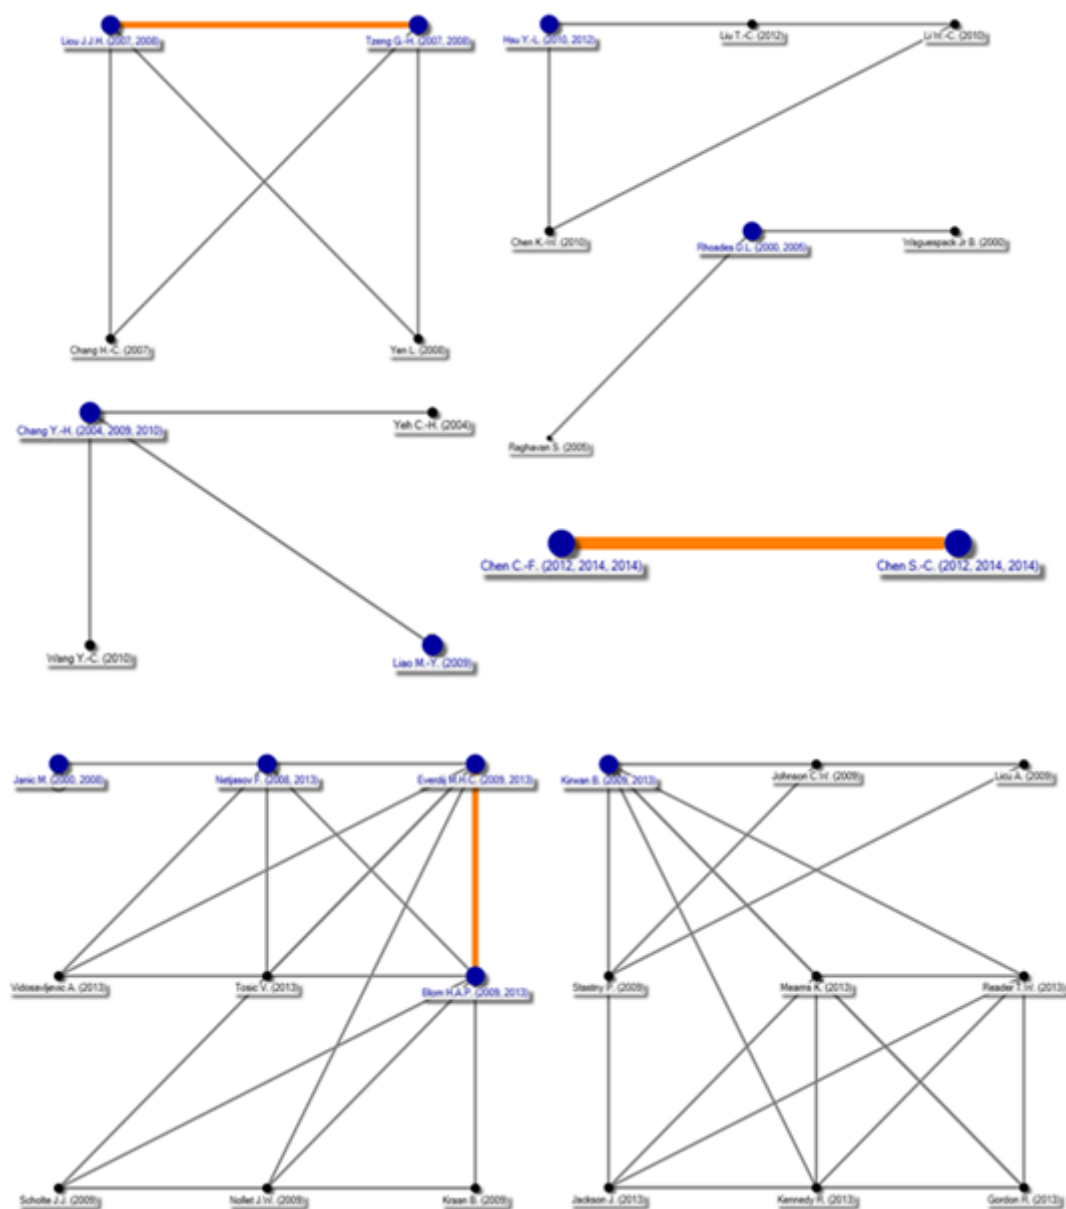 Liou J.J.H. (2007, 2008)
Tzeng G.-H. (2007, 2008)
Hsu Y.-L. (2010, 2012)
Liu T.-C. (2012)
Li W.-C. (2010)
Chen K.-W. (2010)
Rhoades D.L. (2000, 2005)
Waguespack Jr B. (2000)
Chang H.-C. (2007)
Yen L. (2008)
Chang Y.-H. (2004, 2009, 2010)
Yeh C.-H. (2004)
Raghavan S. (2005)
Chen C.-F. (2012, 2014, 2014)
Chen S.-C. (2012, 2014, 2014)
Wang Y.-C. (2010)
Liao M.-Y. (2009)
Janic M. (2000, 2008)
Netjasov F. (2008, 2013)
Everdij M.H.C. (2009, 2013)
Kirwan B. (2009, 2013)
Johnson C.W. (2009)
Licu A. (2009)
Vidosavljevic A. (2013)
Tosic V. (2013)
Blom H.A.P. (2009, 2013)
Stastny P. (2009)
Mearns K. (2013)
Reader T.W. (2013)
Scholte J.J. (2009)
Nollet J.W. (2009)
Kraan B. (2009)
Jackson J. (2013)
Kennedy R. (2013)
Gordon R. (2013)